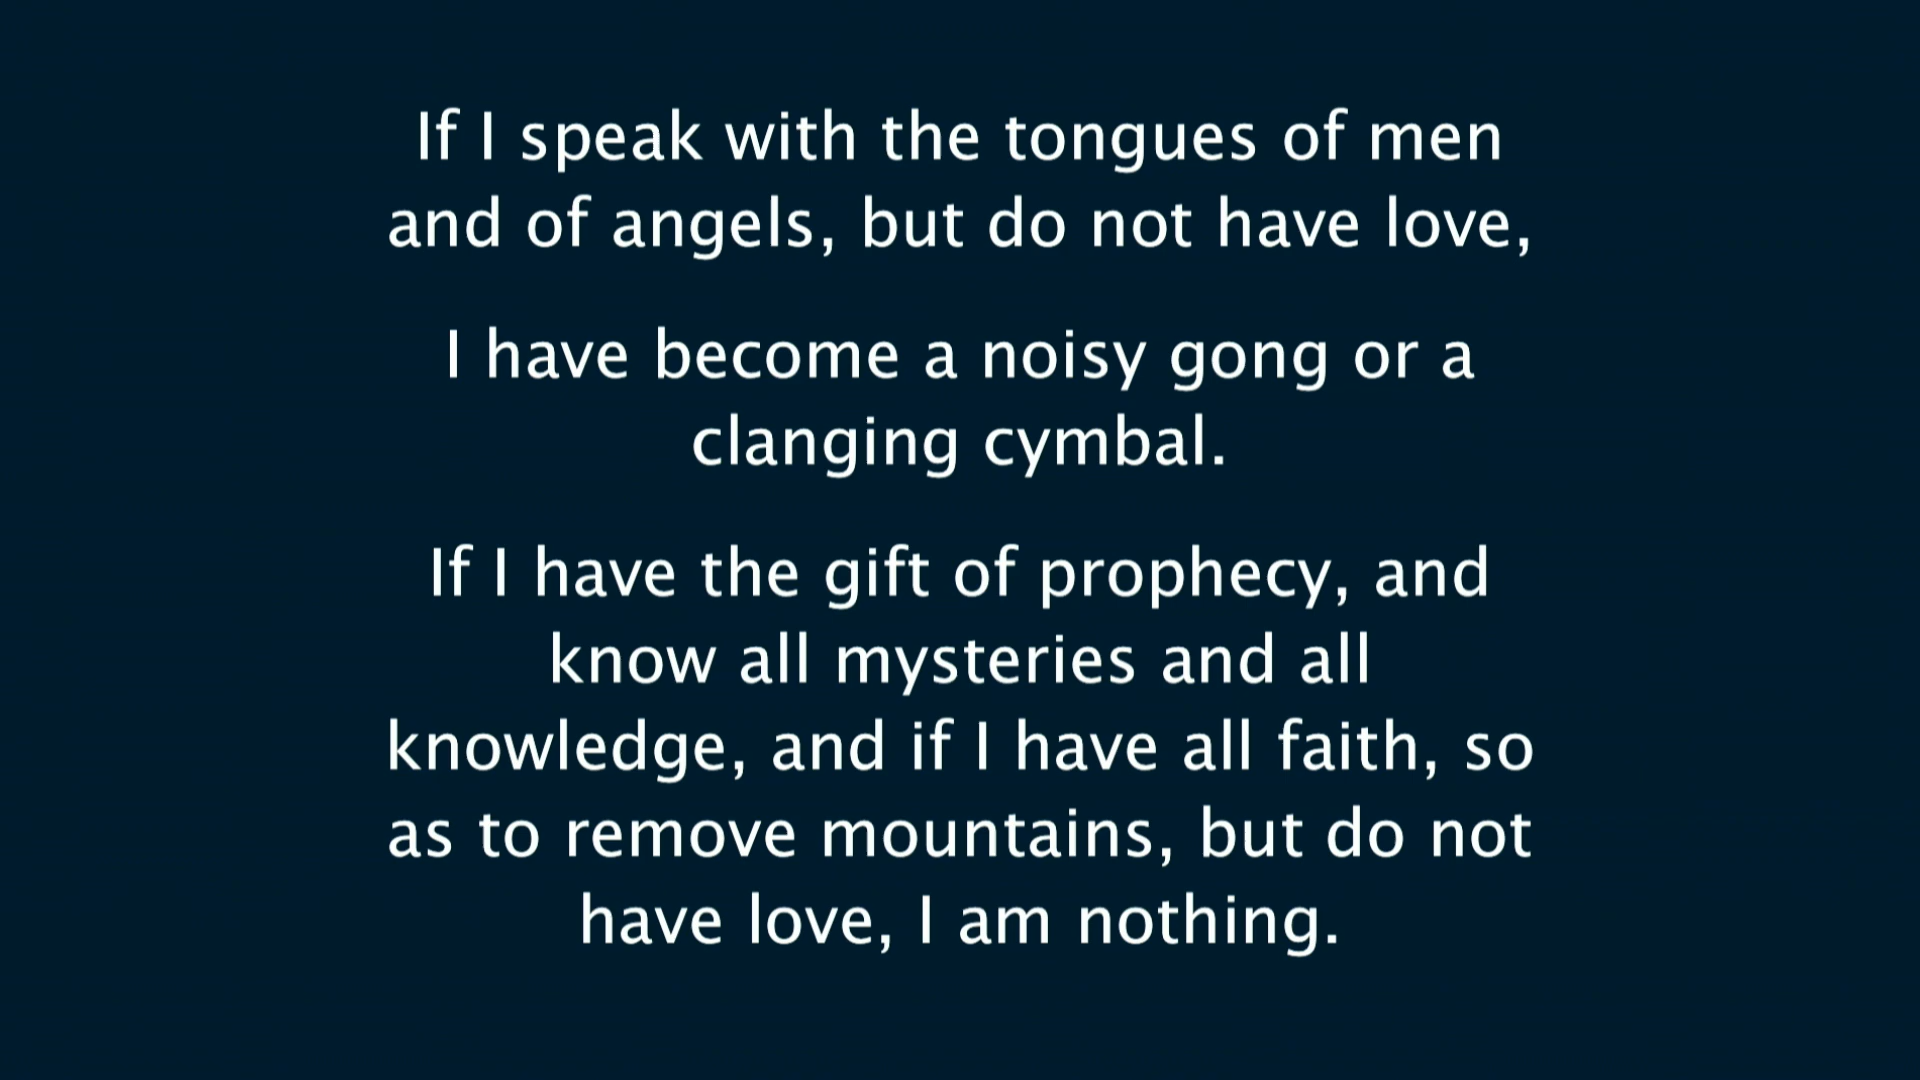 If I speak with the tongues of men
and of angels, but do not have love,
I have become a noisy gong or a
clanging cymbal.
If I have the gift of prophecy, and
know all mysteries and all
knowledge, and if I have all faith, so
as to remove mountains, but do not
have love, I am nothing.